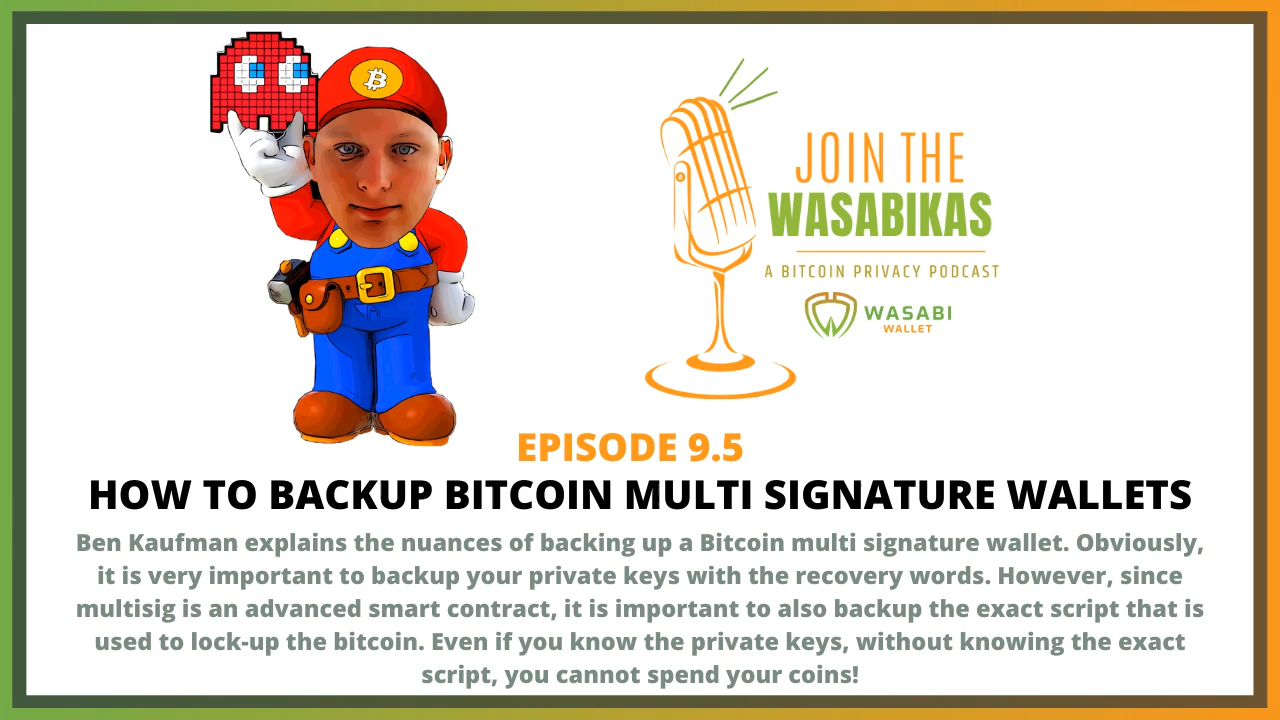 JOIN THE
WASABIKAS
A BITCOIN PRIVACY PODCAST
WASABI
WALLET
EPISODE 9.5
HOW TO BACKUP BITCOIN MULTI SIGNATURE WALLETS
Ben Kaufman explains the nuances of backing up a Bitcoin multi signature wallet. Obviously,
it is very important to backup your private keys with the recovery words. However, since
multisig is an advanced smart contract, it is important to also backup the exact script that is
used to lock-up the bitcoin. Even if you know the private keys, without knowing the exact
script, you cannot spend your coins!